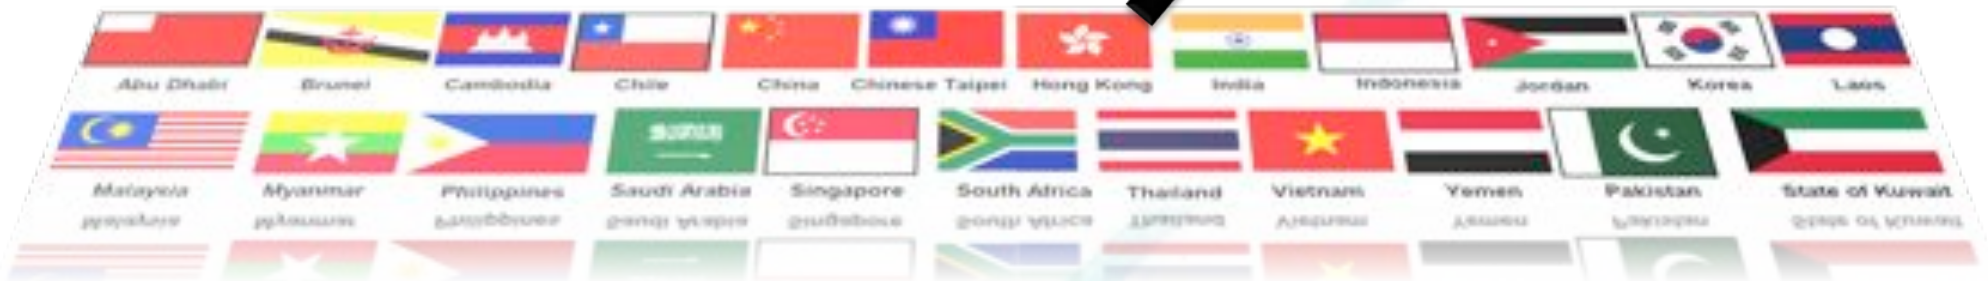 Abu Dhabi Brunei Cambodia Chile China Chinese Taipei Hong Kong India Indonesia Jordan Korea Laos
Malaysia Myanmar Philippines Saudi Arabia Singapore South Africa Thailand Vietnam Yemen Pakistan State of Kuwait